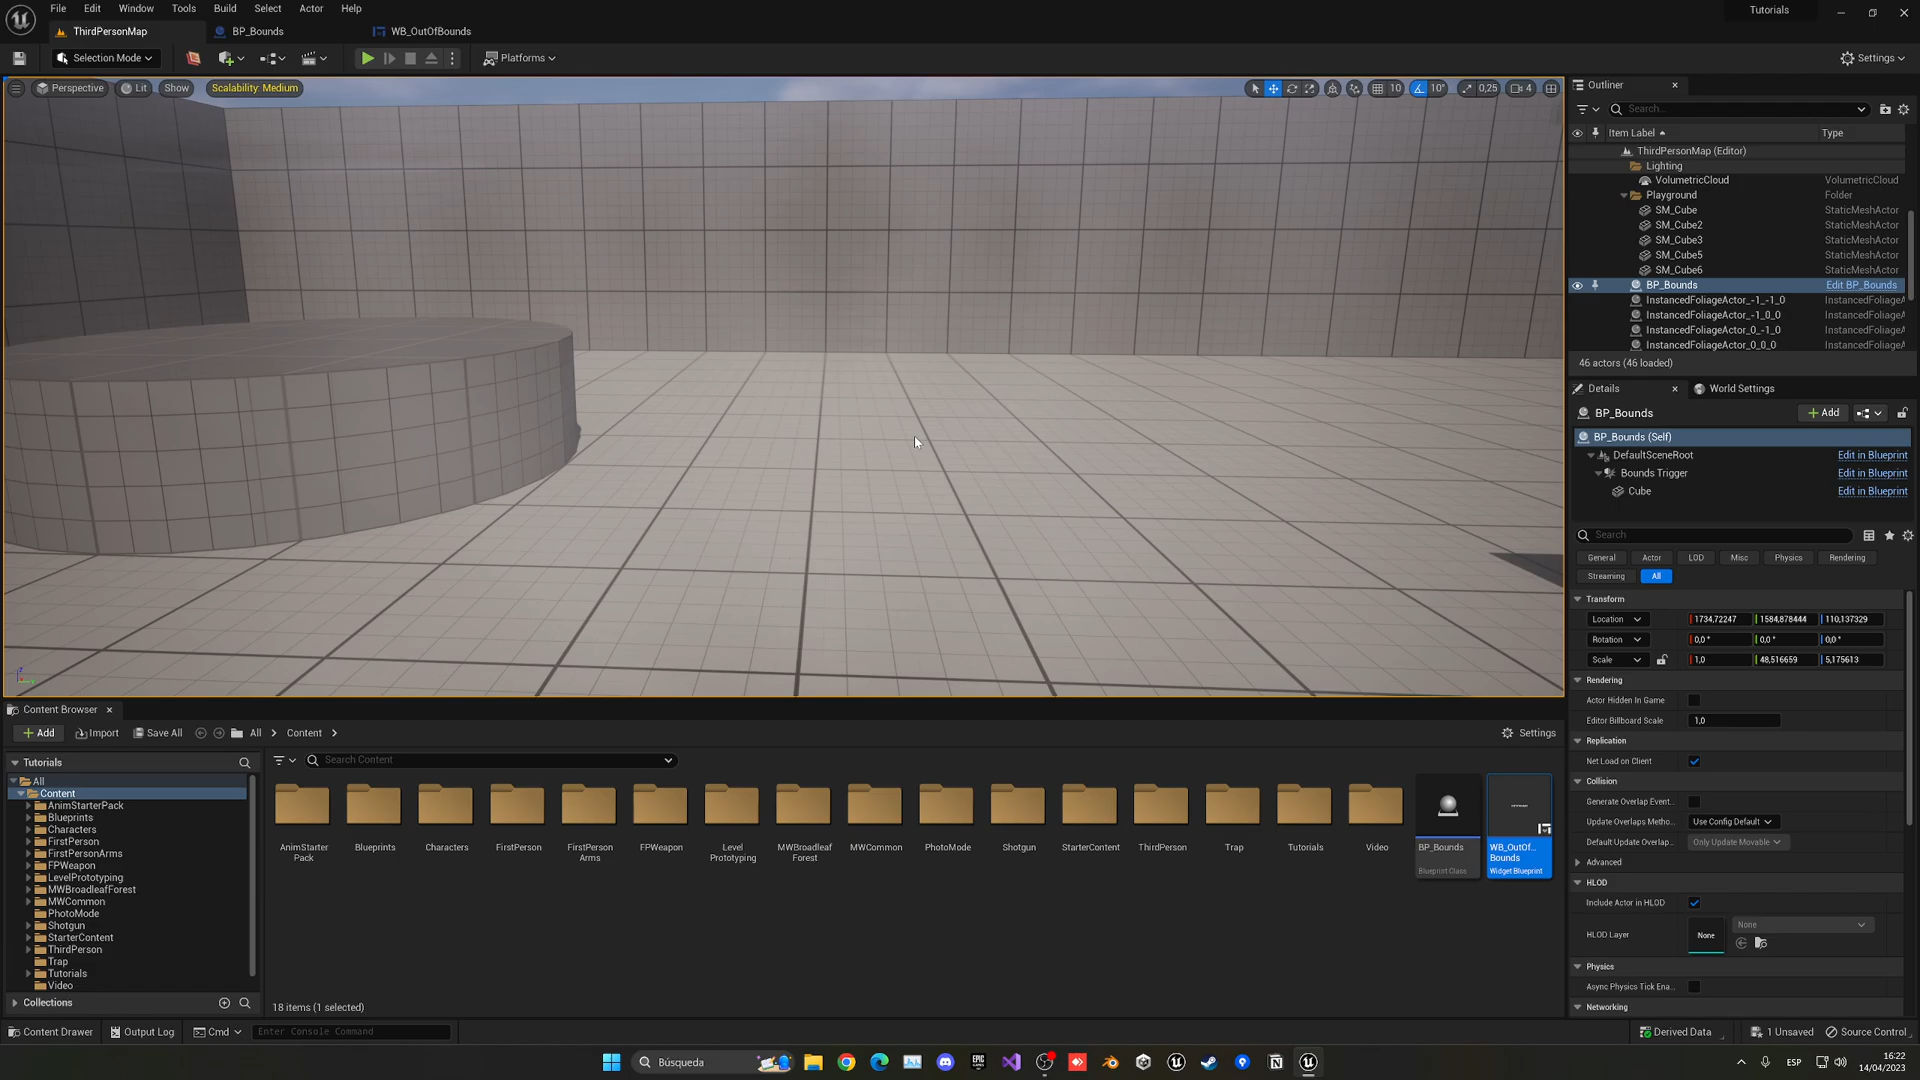 File Edit Window Tools Build Select Actor Help
Tutorials
ThirdPersonMap BP_Bounds WB_OutOfBounds
Selection Mode Platforms Settings
Perspective Lit Show Scalability: Medium 10 10° 0,25 4
Outliner
Search...
Item Label Type
ThirdPersonMap (Editor)
Lighting
VolumetricCloud VolumetricCloud
Playground Folder
SM_Cube StaticMeshActor
SM_Cube2 StaticMeshActor
SM_Cube3 StaticMeshActor
SM_Cube5 StaticMeshActor
SM_Cube6 StaticMeshActor
BP_Bounds Edit BP_Bounds
InstancedFoliageActor_-1_-1_0 InstancedFoliageA
InstancedFoliageActor_-1_0_0 InstancedFoliageA
InstancedFoliageActor_0_-1_0 InstancedFoliageA
InstancedFoliageActor_0_0_0 InstancedFoliageA
46 actors (46 loaded)
Details World Settings
BP_Bounds Add
BP_Bounds (Self)
DefaultSceneRoot Edit in Blueprint
Bounds Trigger Edit in Blueprint
Cube Edit in Blueprint
Search
General Actor LOD Misc Physics Rendering
Streaming All
Transform
Location 1734,72247 1584,878444 110,137329
Rotation 0,0 ° 0,0 ° 0,0 °
Scale 1,0 48,516659 5,175613
Rendering
Actor Hidden In Game
Editor Billboard Scale 1,0
Replication
Net Load on Client
Collision
Generate Overlap Event...
Update Overlaps Metho... Use Config Default
Default Update Overlap... Only Update Movable
Advanced
HLOD
Include Actor in HLOD
HLOD Layer None None
Physics
Async Physics Tick Ena...
Networking
Content Browser
Add Import Save All All Content Settings
Tutorials
Search Content
All
Content
AnimStarterPack
Blueprints
Characters
FirstPerson
FirstPersonArms
FPWeapon
LevelPrototyping
MWBroadleafForest
MWCommon
PhotoMode
Shotgun
StarterContent
ThirdPerson
Trap
Tutorials
Video
Collections
AnimStarter Pack
Blueprints
Characters
FirstPerson
FirstPerson Arms
FPWeapon
Level Prototyping
MWBroadleaf Forest
MWCommon
PhotoMode
Shotgun
StarterContent
ThirdPerson
Trap
Tutorials
Video
BP_Bounds
Blueprint Class
WB_OutOf...
Bounds
Widget Blueprint
18 items (1 selected)
Content Drawer Output Log Cmd Enter Console Command Derived Data 1 Unsaved Source Control
Búsqueda
ESP
16:22
14/04/2023